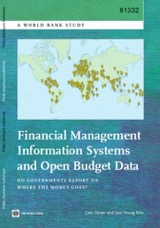 81332
A WORLD BANK STUDY
Financial Management
Information Systems
and Open Budget Data
DO GOVERNMENTS REPORT ON
WHERE THE MONEY GOES?
Cem Dener and Saw Young Min
THE WORLD BANK